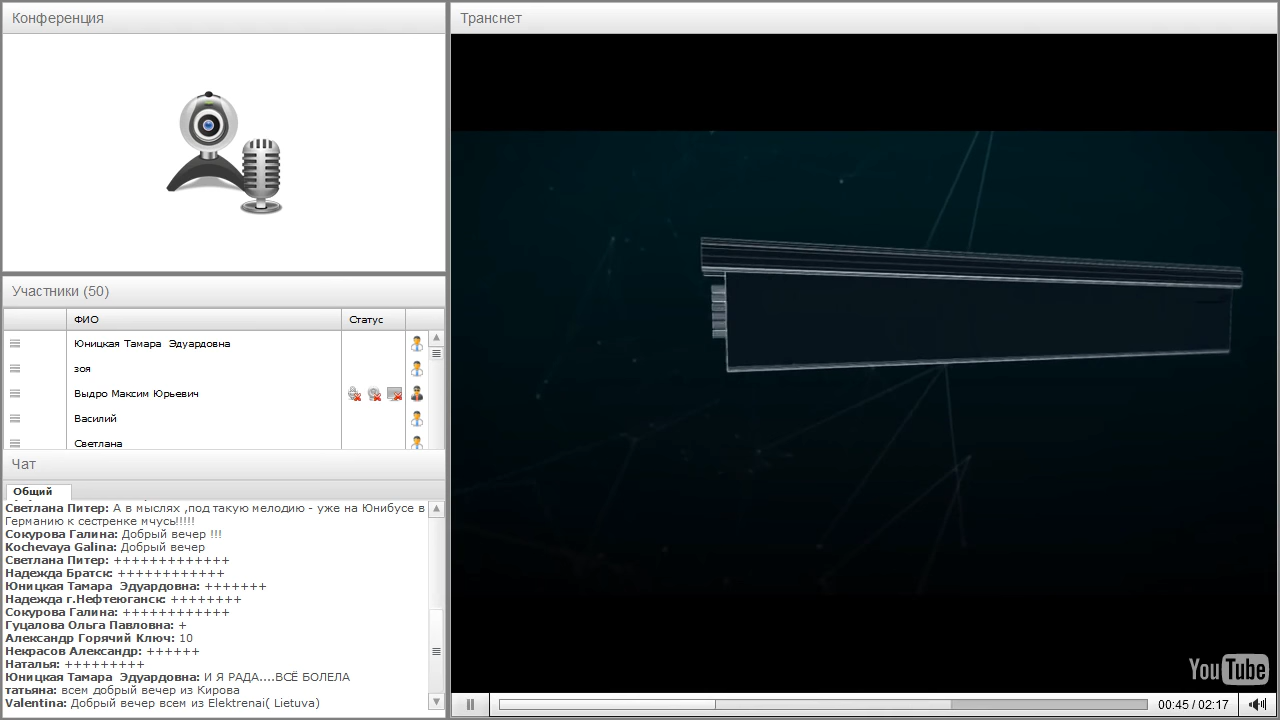 Конференция
Транснет
Участники (50)
ФИО
Статус
Юницкая Тамара Эдуардовна
зоя
Выдро Максим Юрьевич
Василий
Светлана
Чат
Общий
Светлана Питер: А в мыслях ,под такую мелодию - уже на Юнибусе в
Германию к сестренке мчусь!!!!!
Сокурова Галина: Добрый вечер !!!
Kochevaya Galina: Добрый вечер
Светлана Питер: +++++++++++++
Надежда Братск: ++++++++++++
Юницкая Тамара Эдуардовна: +++++++
Надежда г.Нефтеюганск: ++++++++
Сокурова Галина: ++++++++++++
Гуцалова Ольга Павловна: +
Александр Горячий Ключ: 10
Некрасов Александр: ++++++
Наталья: +++++++++
Юницкая Тамара Эдуардовна: И Я РАДА....ВСЁ БОЛЕЛА
татьяна: всем добрый вечер из Кирова
Valentina: Добрый вечер всем из Elektrenai( Lietuva)
YouTube
00:45 / 02:17